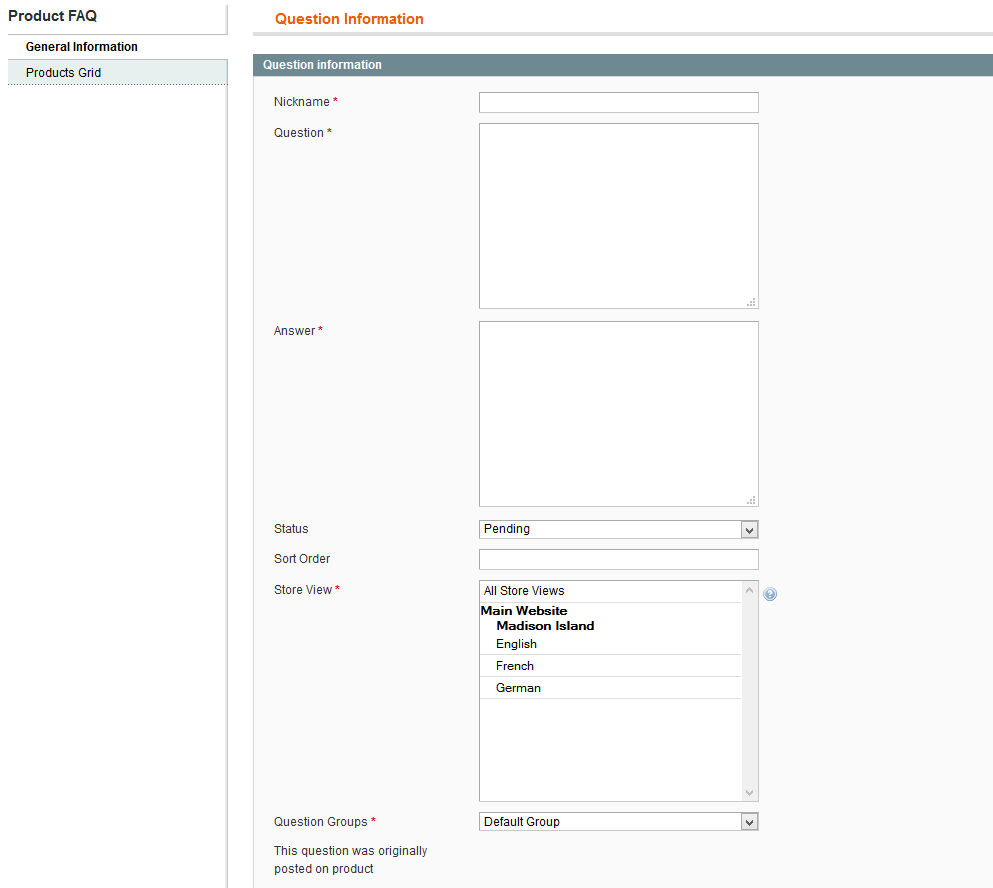 Product FAQ
General Information
Products Grid
Question Information
Question information
Nickname *
Question *
Answer *
Status
Pending
Sort Order
Store View *
All Store Views
Main Website
Madison Island
English
French
German
Question Groups *
Default Group
This question was originally
posted on product